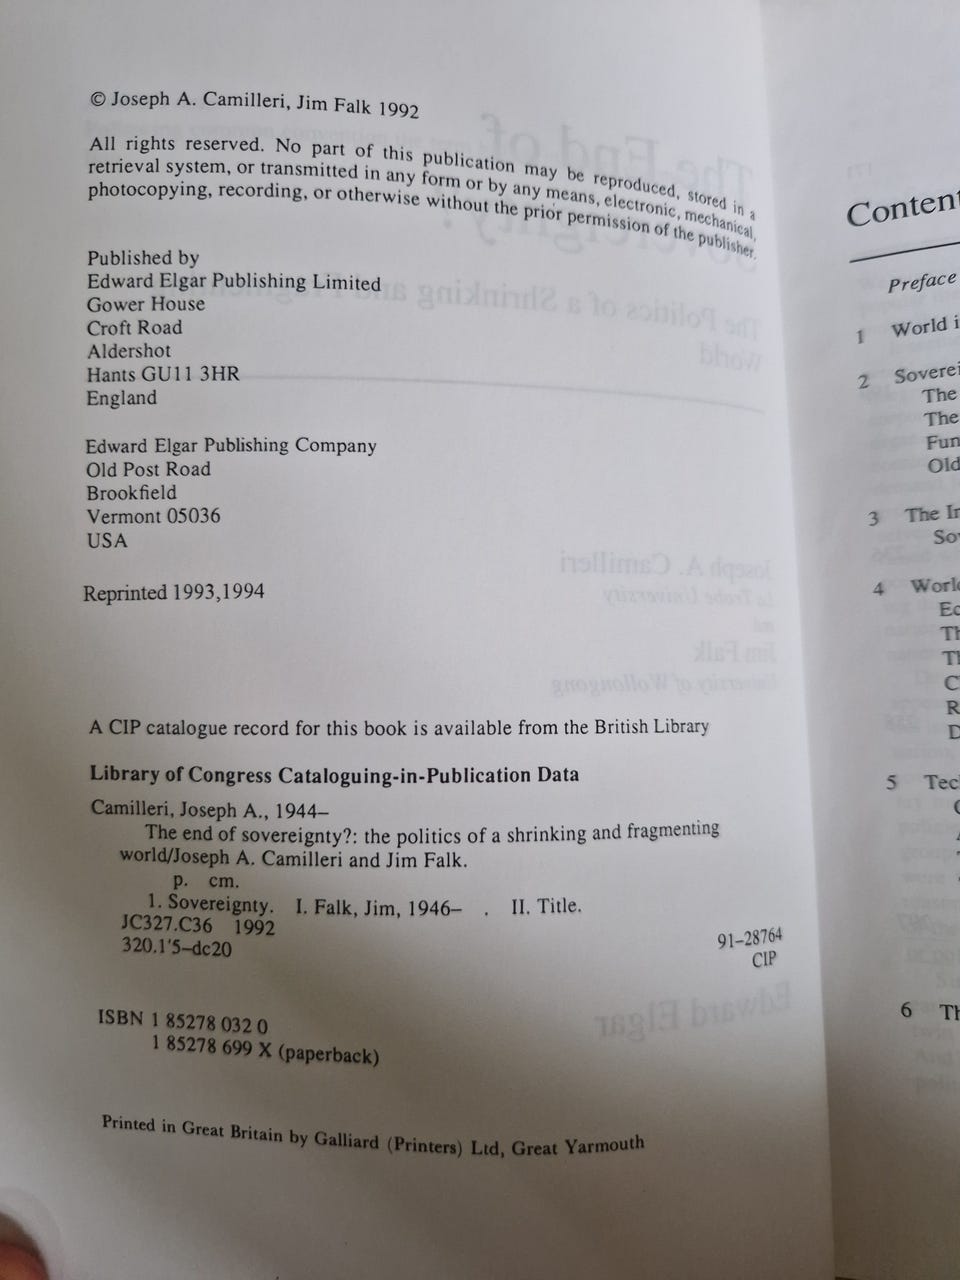 © Joseph A. Camilleri, Jim Falk 1992
All rights reserved. No part of this publication may be reproduced, stored in a
retrieval system, or transmitted in any form or by any means, electronic, mechanical,
photocopying, recording, or otherwise without the prior permission of the publisher.
Published by
Edward Elgar Publishing Limited
Gower House
Croft Road
Aldershot
Hants GU11 3HR
England
Edward Elgar Publishing Company
Old Post Road
Brookfield
Vermont 05036
USA
Reprinted 1993,1994
A CIP catalogue record for this book is available from the British Library
Library of Congress Cataloguing-in-Publication Data
Camilleri, Joseph A., 1944–
The end of sovereignty?: the politics of a shrinking and fragmenting
world/Joseph A. Camilleri and Jim Falk.
p. cm.
1. Sovereignty. I. Falk, Jim, 1946– . II. Title.
JC327.C36 1992
320.1'5–dc20
91–28764
CIP
ISBN 1 85278 032 0
1 85278 699 X (paperback)
Printed in Great Britain by Galliard (Printers) Ltd, Great Yarmouth
Content
Preface
1 World i
2 Soverei
The
The
Fun
Old
3 The In
Sov
4 World
Ec
Th
Th
C
R
D
5 Tec
6 Th